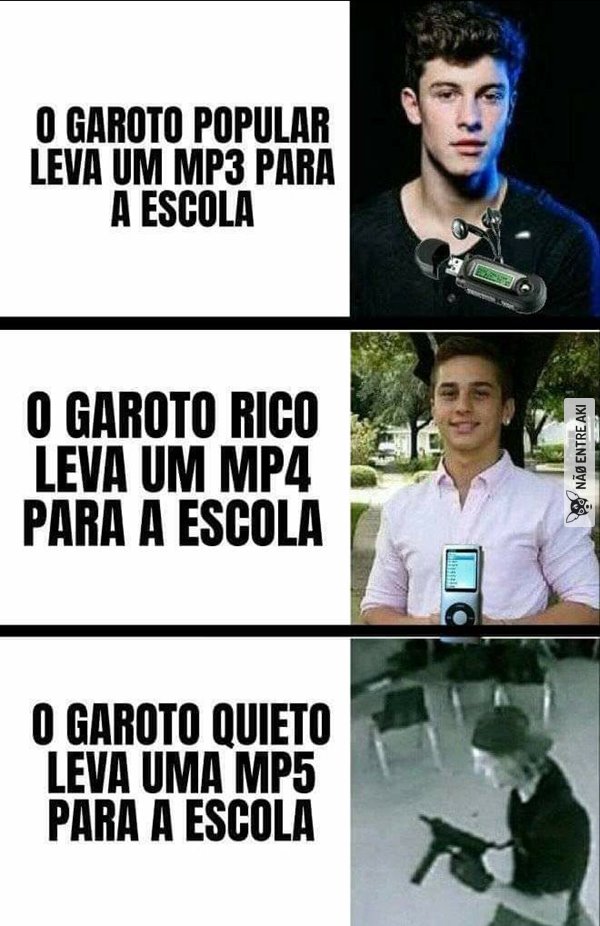 O GAROTO POPULAR
LEVA UM MP3 PARA
A ESCOLA
O GAROTO RICO
LEVA UM MP4
PARA A ESCOLA
NÃO ENTRE AKI
O GAROTO QUIETO
LEVA UMA MP5
PARA A ESCOLA